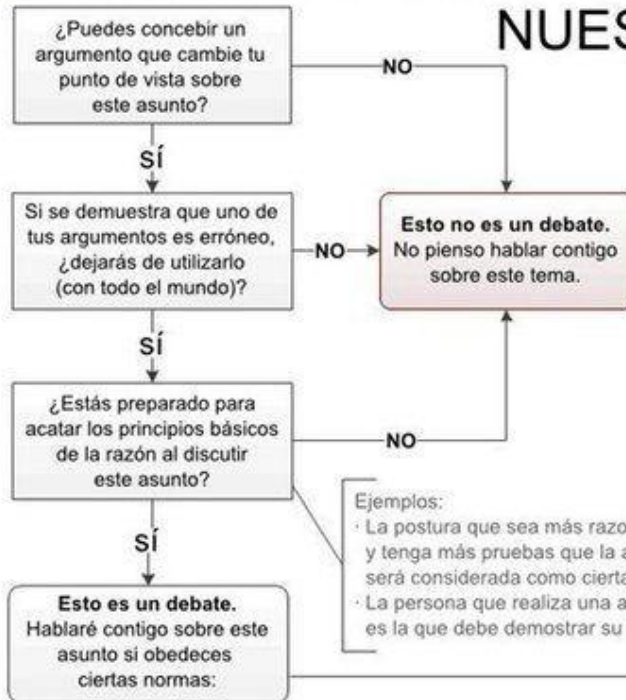 NUES
¿Puedes concebir un
argumento que cambie tu
punto de vista sobre
este asunto?
NO
SÍ
Si se demuestra que uno de
tus argumentos es erróneo,
¿dejarás de utilizarlo
(con todo el mundo)?
NO
Esto no es un debate.
No pienso hablar contigo
sobre este tema.
SÍ
¿Estás preparado para
acatar los principios básicos
de la razón al discutir
este asunto?
NO
SÍ
Ejemplos:
· La postura que sea más razo
y tenga más pruebas que la a
será considerada como cierta
· La persona que realiza una a
es la que debe demostrar su
Esto es un debate.
Hablaré contigo sobre este
asunto si obedeces
ciertas normas: